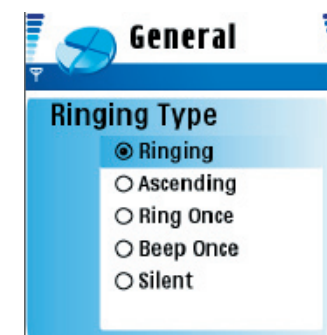 General
Ringing Type
Ringing
Ascending
Ring Once
Beep Once
Silent